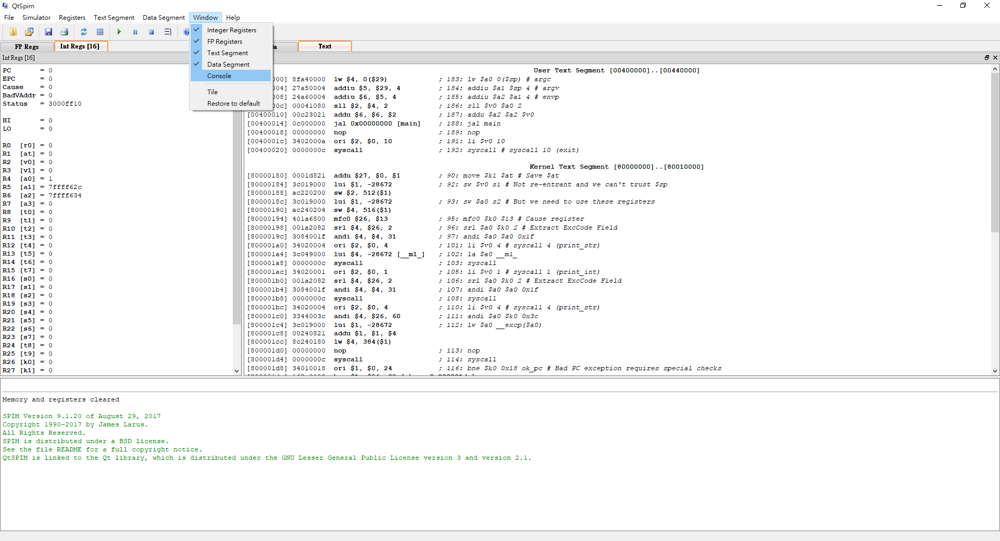 QtSpim
File Simulator Registers Text Segment Data Segment Window Help
Integer Registers
FP Registers
Text Segment
Data Segment
Console
Tile
Restore to default
FP Regs Int Regs [16] Text
Int Regs [16]
PC = 0
EPC = 0
Cause = 0
BadVAddr = 0
Status = 3000ff10
HI = 0
LO = 0
R0 [r0] = 0
R1 [at] = 0
R2 [v0] = 0
R3 [v1] = 0
R4 [a0] = 1
R5 [a1] = 7ffff62c
R6 [a2] = 7ffff634
R7 [a3] = 0
R8 [t0] = 0
R9 [t1] = 0
R10 [t2] = 0
R11 [t3] = 0
R12 [t4] = 0
R13 [t5] = 0
R14 [t6] = 0
R15 [t7] = 0
R16 [s0] = 0
R17 [s1] = 0
R18 [s2] = 0
R19 [s3] = 0
R20 [s4] = 0
R21 [s5] = 0
R22 [s6] = 0
R23 [s7] = 0
R24 [t8] = 0
R25 [t9] = 0
R26 [k0] = 0
R27 [k1] = 0
User Text Segment [00400000]..[00440000]
000] 8fa40000 lw $4, 0($29) ; 183: lw $a0 0($sp) # argc
004] 27a50004 addiu $5, $29, 4 ; 184: addiu $a1 $sp 4 # argv
008] 24a60004 addiu $6, $5, 4 ; 185: addiu $a2 $a1 4 # envp
00c] 00041080 sll $2, $4, 2 ; 186: sll $v0 $a0 2
[00400010] 00c23021 addu $6, $6, $2 ; 187: addu $a2 $a2 $v0
[00400014] 0c000000 jal 0x00000000 [main] ; 188: jal main
[00400018] 00000000 nop ; 189: nop
[0040001c] 3402000a ori $2, $0, 10 ; 191: li $v0 10
[00400020] 0000000c syscall ; 192: syscall # syscall 10 (exit)
Kernel Text Segment [80000000]..[80010000]
[80000180] 0001d821 addu $27, $0, $1 ; 90: move $k1 $at # Save $at
[80000184] 3c019000 lui $1, -28672 ; 92: sw $v0 s1 # Not re-entrant and we can't trust $sp
[80000188] ac220200 sw $2, 512($1)
[8000018c] 3c019000 lui $1, -28672 ; 93: sw $a0 s2 # But we need to use these registers
[80000190] ac240204 sw $4, 516($1)
[80000194] 401a6800 mfc0 $26, $13 ; 95: mfc0 $k0 $13 # Cause register
[80000198] 001a2082 srl $4, $26, 2 ; 96: srl $a0 $k0 2 # Extract ExcCode Field
[8000019c] 3084001f andi $4, $4, 31 ; 97: andi $a0 $a0 0x1f
[800001a0] 34020004 ori $2, $0, 4 ; 101: li $v0 4 # syscall 4 (print_str)
[800001a4] 3c049000 lui $4, -28672 [__m1_] ; 102: la $a0 __m1_
[800001a8] 0000000c syscall ; 103: syscall
[800001ac] 34020001 ori $2, $0, 1 ; 105: li $v0 1 # syscall 1 (print_int)
[800001b0] 001a2082 srl $4, $26, 2 ; 106: srl $a0 $k0 2 # Extract ExcCode Field
[800001b4] 3084001f andi $4, $4, 31 ; 107: andi $a0 $a0 0x1f
[800001b8] 0000000c syscall ; 108: syscall
[800001bc] 34020004 ori $2, $0, 4 ; 110: li $v0 4 # syscall 4 (print_str)
[800001c0] 3344003c andi $4, $26, 60 ; 111: andi $a0 $k0 0x3c
[800001c4] 3c019000 lui $1, -28672 ; 112: lw $a0 __excp($a0)
[800001c8] 00240821 addu $1, $1, $4
[800001cc] 8c240180 lw $4, 384($1)
[800001d0] 00000000 nop ; 113: nop
[800001d4] 0000000c syscall ; 114: syscall
[800001d8] 34010018 ori $1, $0, 24 ; 116: bne $k0 0x18 ok_pc # Bad PC exception requires special checks
Memory and registers cleared
SPIM Version 9.1.20 of August 29, 2017
Copyright 1990-2017 by James Larus.
All Rights Reserved.
SPIM is distributed under a BSD license.
See the file README for a full copyright notice.
QtSPIM is linked to the Qt library, which is distributed under the GNU Lesser General Public License version 3 and version 2.1.